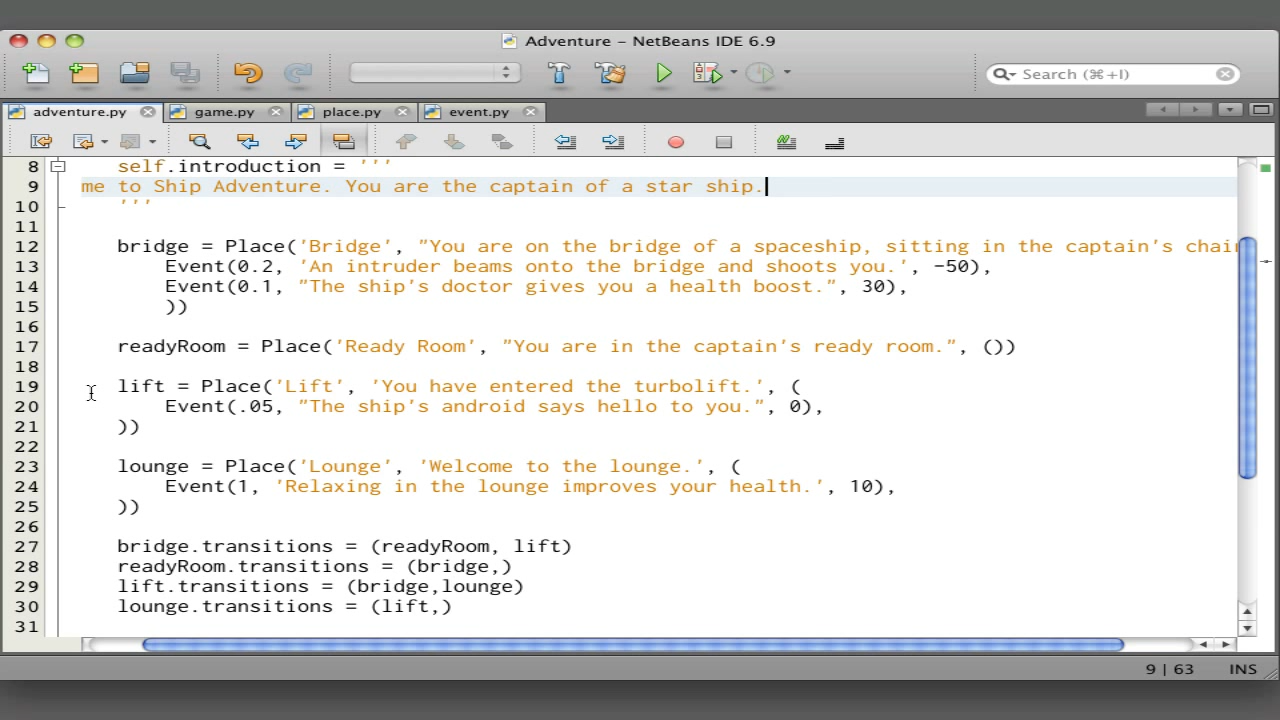 Adventure – NetBeans IDE 6.9
Search (⌘+I)
adventure.py
game.py
place.py
event.py
8 self.introduction = '''
9 me to Ship Adventure. You are the captain of a star ship.
10 '''
11
12 bridge = Place('Bridge', "You are on the bridge of a spaceship, sitting in the captain's chair
13 Event(0.2, 'An intruder beams onto the bridge and shoots you.', -50),
14 Event(0.1, "The ship's doctor gives you a health boost.", 30),
15 ))
16
17 readyRoom = Place('Ready Room', "You are in the captain's ready room.", ())
18
19 lift = Place('Lift', 'You have entered the turbolift.', (
20 Event(.05, "The ship's android says hello to you.", 0),
21 ))
22
23 lounge = Place('Lounge', 'Welcome to the lounge.', (
24 Event(1, 'Relaxing in the lounge improves your health.', 10),
25 ))
26
27 bridge.transitions = (readyRoom, lift)
28 readyRoom.transitions = (bridge,)
29 lift.transitions = (bridge,lounge)
30 lounge.transitions = (lift,)
31
9 | 63 INS